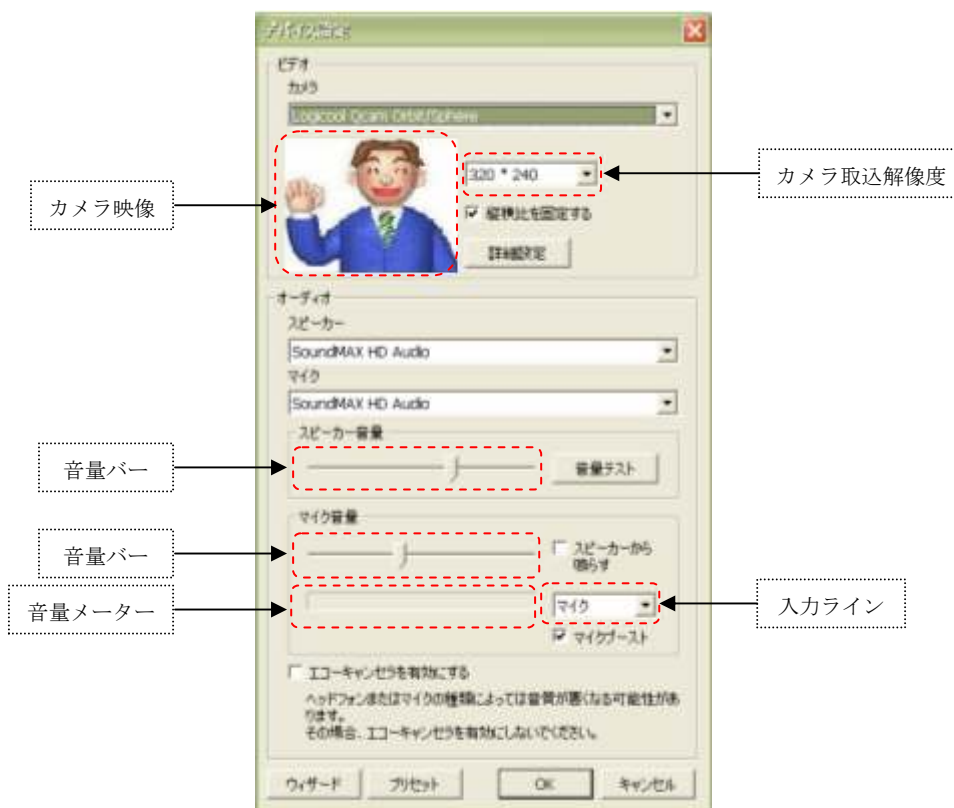 デバイス設定
ビデオ
カメラ
Logicool Qcam Orbit/Sphere
320 * 240
カメラ取込解像度
カメラ映像
縦横比を固定する
詳細設定
オーディオ
スピーカー
SoundMAX HD Audio
マイク
SoundMAX HD Audio
スピーカー音量
音量バー
音量テスト
マイク音量
音量バー
スピーカーから
鳴らす
音量メーター
マイク
入力ライン
マイクブースト
エコーキャンセラを有効にする
ヘッドフォンまたはマイクの種類によっては音質が悪くなる可能性があ
ります。
その場合、エコーキャンセラを有効にしないでください。
ウィザード
プリセット
OK
キャンセル